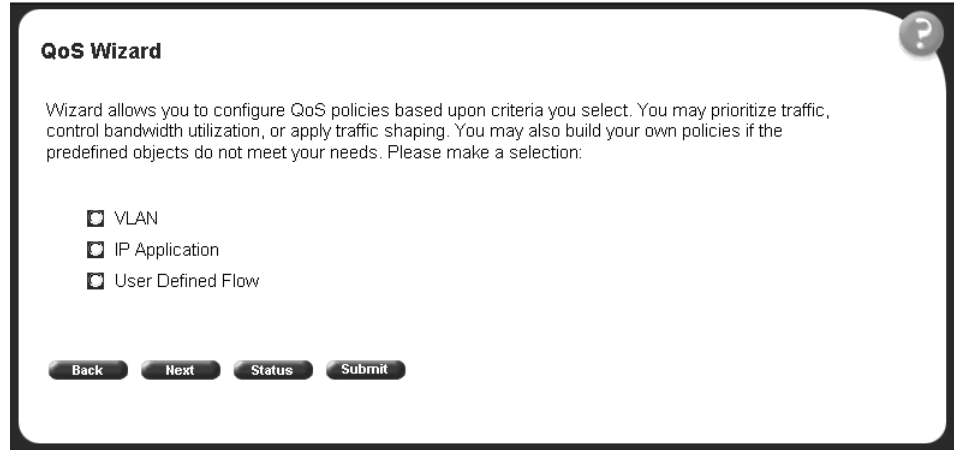 QoS Wizard
?
Wizard allows you to configure QoS policies based upon criteria you select. You may prioritize traffic,
control bandwidth utilization, or apply traffic shaping. You may also build your own policies if the
predefined objects do not meet your needs. Please make a selection:
VLAN
IP Application
User Defined Flow
Back Next Status Submit